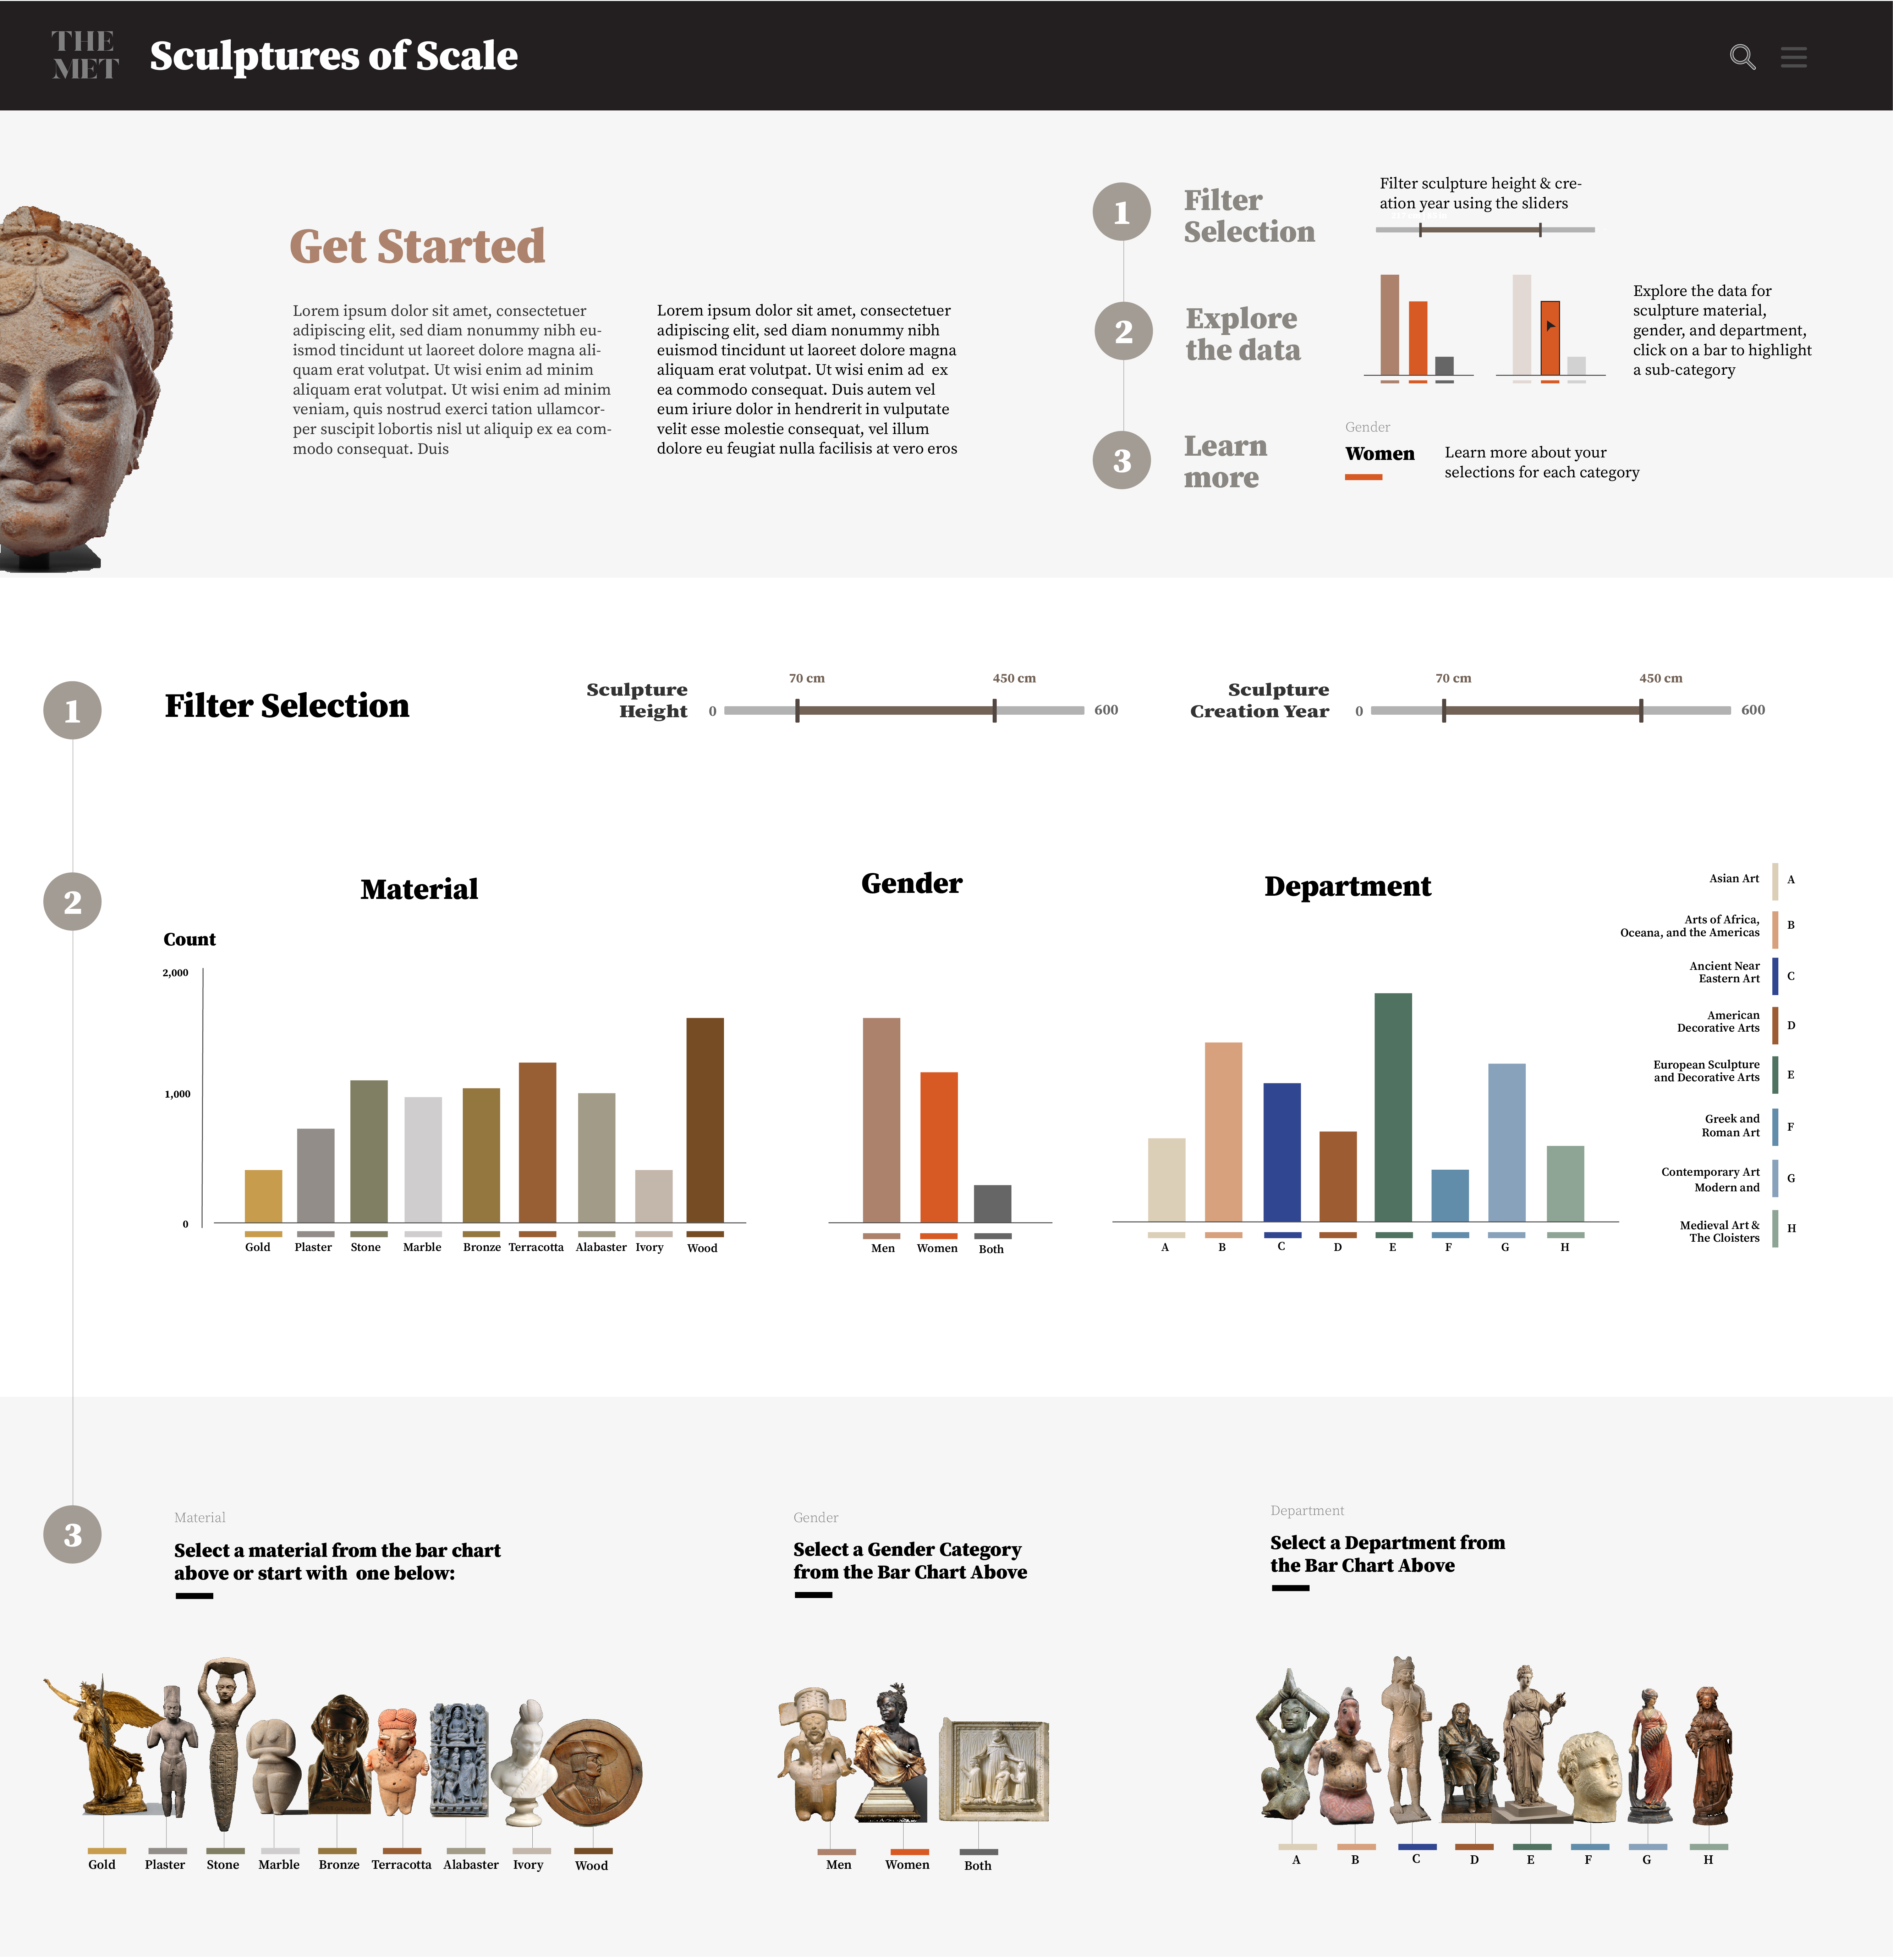 THE
MET
Sculptures of Scale
Get Started
Lorem ipsum dolor sit amet, consectetuer
adipiscing elit, sed diam nonummy nibh eu-
ismod tincidunt ut laoreet dolore magna ali-
quam erat volutpat. Ut wisi enim ad minim
aliquam erat volutpat. Ut wisi enim ad minim
veniam, quis nostrud exerci tation ullamcor-
per suscipit lobortis nisl ut aliquip ex ea com-
modo consequat. Duis
Lorem ipsum dolor sit amet, consectetuer
adipiscing elit, sed diam nonummy nibh
euismod tincidunt ut laoreet dolore magna
aliquam erat volutpat. Ut wisi enim ad  ex
ea commodo consequat. Duis autem vel
eum iriure dolor in hendrerit in vulputate
velit esse molestie consequat, vel illum
dolore eu feugiat nulla facilisis at vero eros
1
Filter
Selection
Filter sculpture height & cre-
ation year using the sliders
2
Explore
the data
Explore the data for
sculpture material,
gender, and department,
click on a bar to highlight
a sub-category
3
Learn
more
Gender
Women
Learn more about your
selections for each category
1
Filter Selection
Sculpture
Height
0
70 cm
450 cm
600
Sculpture
Creation Year
0
70 cm
450 cm
600
2
Material
Count
2,000
1,000
0
Gold
Plaster
Stone
Marble
Bronze
Terracotta
Alabaster
Ivory
Wood
Gender
Men
Women
Both
Department
A
B
C
D
E
F
G
H
Asian Art
A
Arts of Africa,
Oceana, and the Americas
B
Ancient Near
Eastern Art
C
American
Decorative Arts
D
European Sculpture
and Decorative Arts
E
Greek and
Roman Art
F
Contemporary Art
Modern and
G
Medieval Art &
The Cloisters
H
3
Material
Select a material from the bar chart
above or start with  one below:
Gold
Plaster
Stone
Marble
Bronze
Terracotta
Alabaster
Ivory
Wood
Gender
Select a Gender Category
from the Bar Chart Above
Men
Women
Both
Department
Select a Department from
the Bar Chart Above
A
B
C
D
E
F
G
H